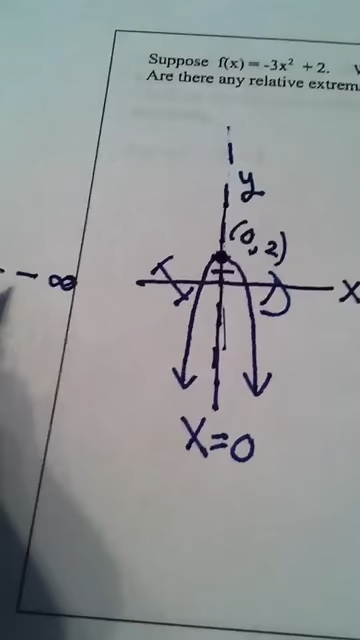 Suppose f(x) = -3x² + 2.
Are there any relative extrem
y
(0, 2)
- ∞
X
X=0